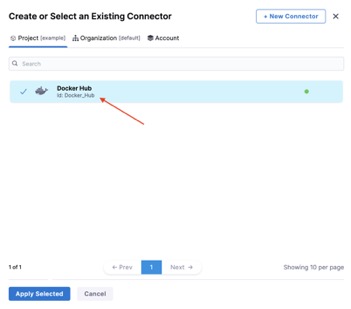 Create or Select an Existing Connector
+ New Connector
×
Project [example]
Organization [default]
Account
Search
Docker Hub
Id: Docker_Hub
1 of 1
← Prev
1
Next →
Showing 10 per page
Apply Selected
Cancel